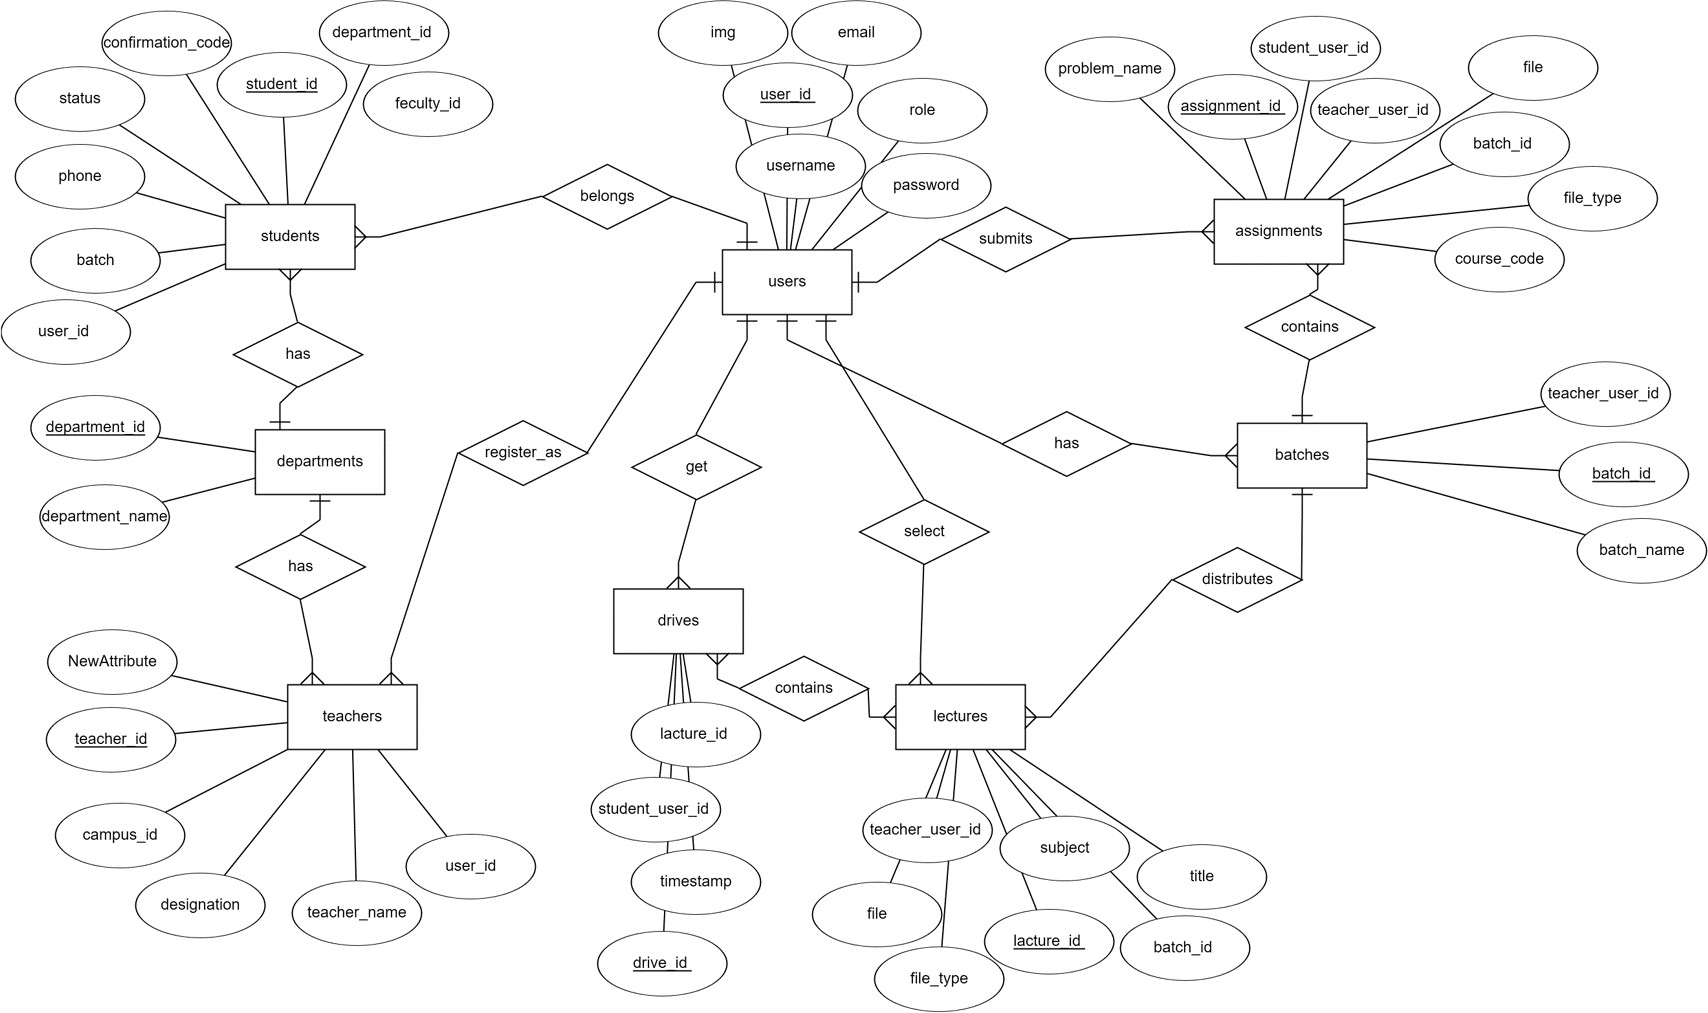 confirmation_code
department_id
student_id
status
feculty_id
phone
batch
user_id
students
img
email
user_id
role
username
password
belongs
users
submits
problem_name
student_user_id
file
assignment_id
teacher_user_id
batch_id
file_type
assignments
course_code
has
contains
department_id
departments
department_name
register_as
get
has
select
batches
teacher_user_id
batch_id
batch_name
distributes
has
drives
NewAttribute
teacher_id
teachers
campus_id
designation
teacher_name
user_id
contains
lectures
lacture_id
student_user_id
timestamp
drive_id
teacher_user_id
subject
title
file
lacture_id
batch_id
file_type